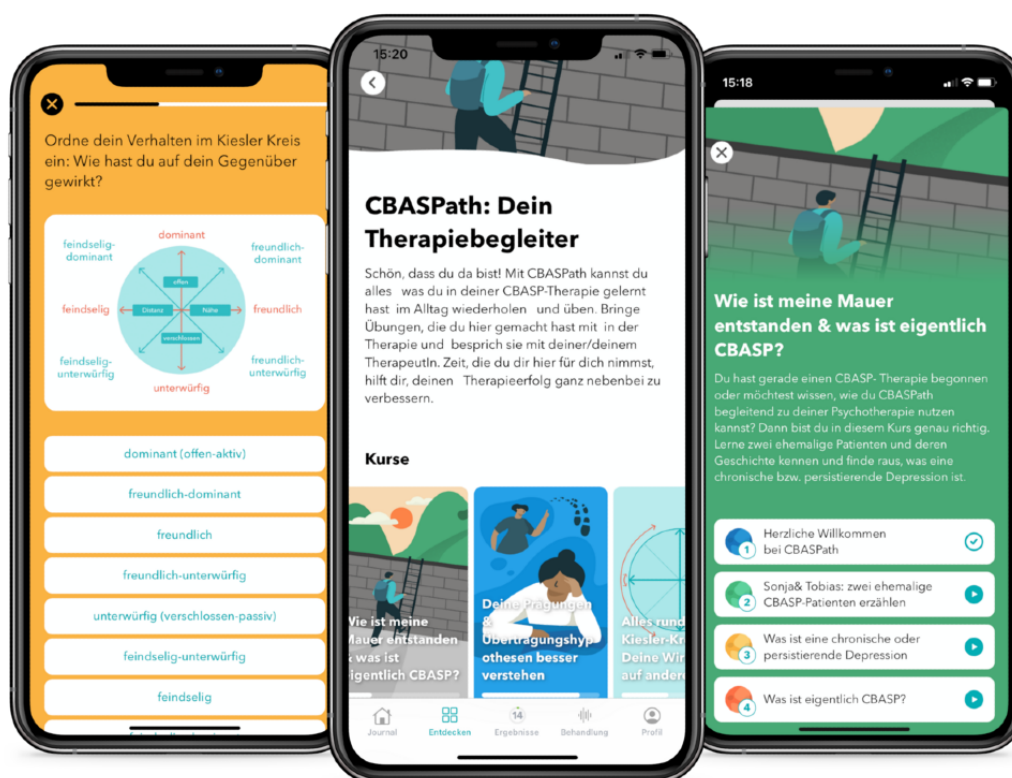 Ordne dein Verhalten im Kiesler Kreis
ein: Wie hast du auf dein Gegenüber
gewirkt?
dominant
feindselig-
dominant
freundlich-
dominant
offen
feindselig
Distanz
Nähe
freundlich
verschlossen
feindselig-
unterwürfig
freundlich-
unterwürfig
unterwürfig
dominant (offen-aktiv)
freundlich-dominant
freundlich
freundlich-unterwürfig
unterwürfig (verschlossen-passiv)
feindselig-unterwürfig
feindselig
15:20
CBASPath: Dein
Therapiebegleiter
Schön, dass du da bist! Mit CBASPath kannst du
alles was du in deiner CBASP-Therapie gelernt
hast im Alltag wiederholen und üben. Bringe
Übungen, die du hier gemacht hast mit in der
Therapie und besprich sie mit deiner/deinem
TherapeutIn. Zeit, die du dir hier für dich nimmst,
hilft dir, deinen Therapieerfolg ganz nebenbei zu
verbessern.
Kurse
Wie ist meine
Mauer entstanden
& was ist
eigentlich CBASP?
Deine Prägungen
&
Übertragungshyp
othesen besser
verstehen
Alles rund
Kiesler-Kr
Deine Wir
auf andere
Journal
Entdecken
14
Ergebnisse
Behandlung
Profil
15:18
Wie ist meine Mauer
entstanden & was ist eigentlich
CBASP?
Du hast gerade einen CBASP- Therapie begonnen
oder möchtest wissen, wie du CBASPath
begleitend zu deiner Psychotherapie nutzen
kannst? Dann bist du in diesem Kurs genau richtig.
Lerne zwei ehemalige Patienten und deren
Geschichte kennen und finde raus, was eine
chronische bzw. persistierende Depression ist.
1
Herzliche Willkommen
bei CBASPath
2
Sonja& Tobias: zwei ehemalige
CBASP-Patienten erzählen
3
Was ist eine chronische oder
persistierende Depression
4
Was ist eigentlich CBASP?